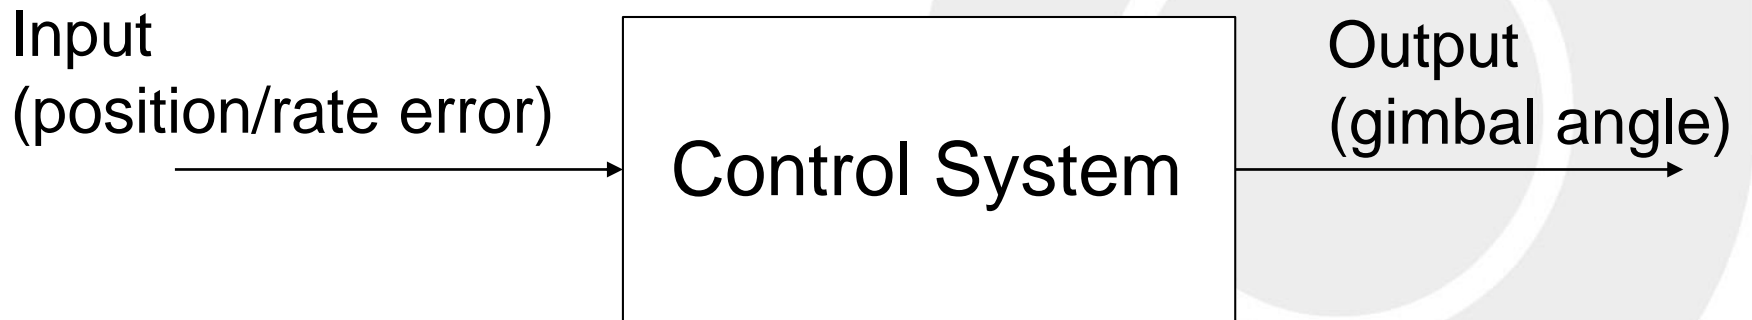 Input
(position/rate error)
Control System
Output
(gimbal angle)